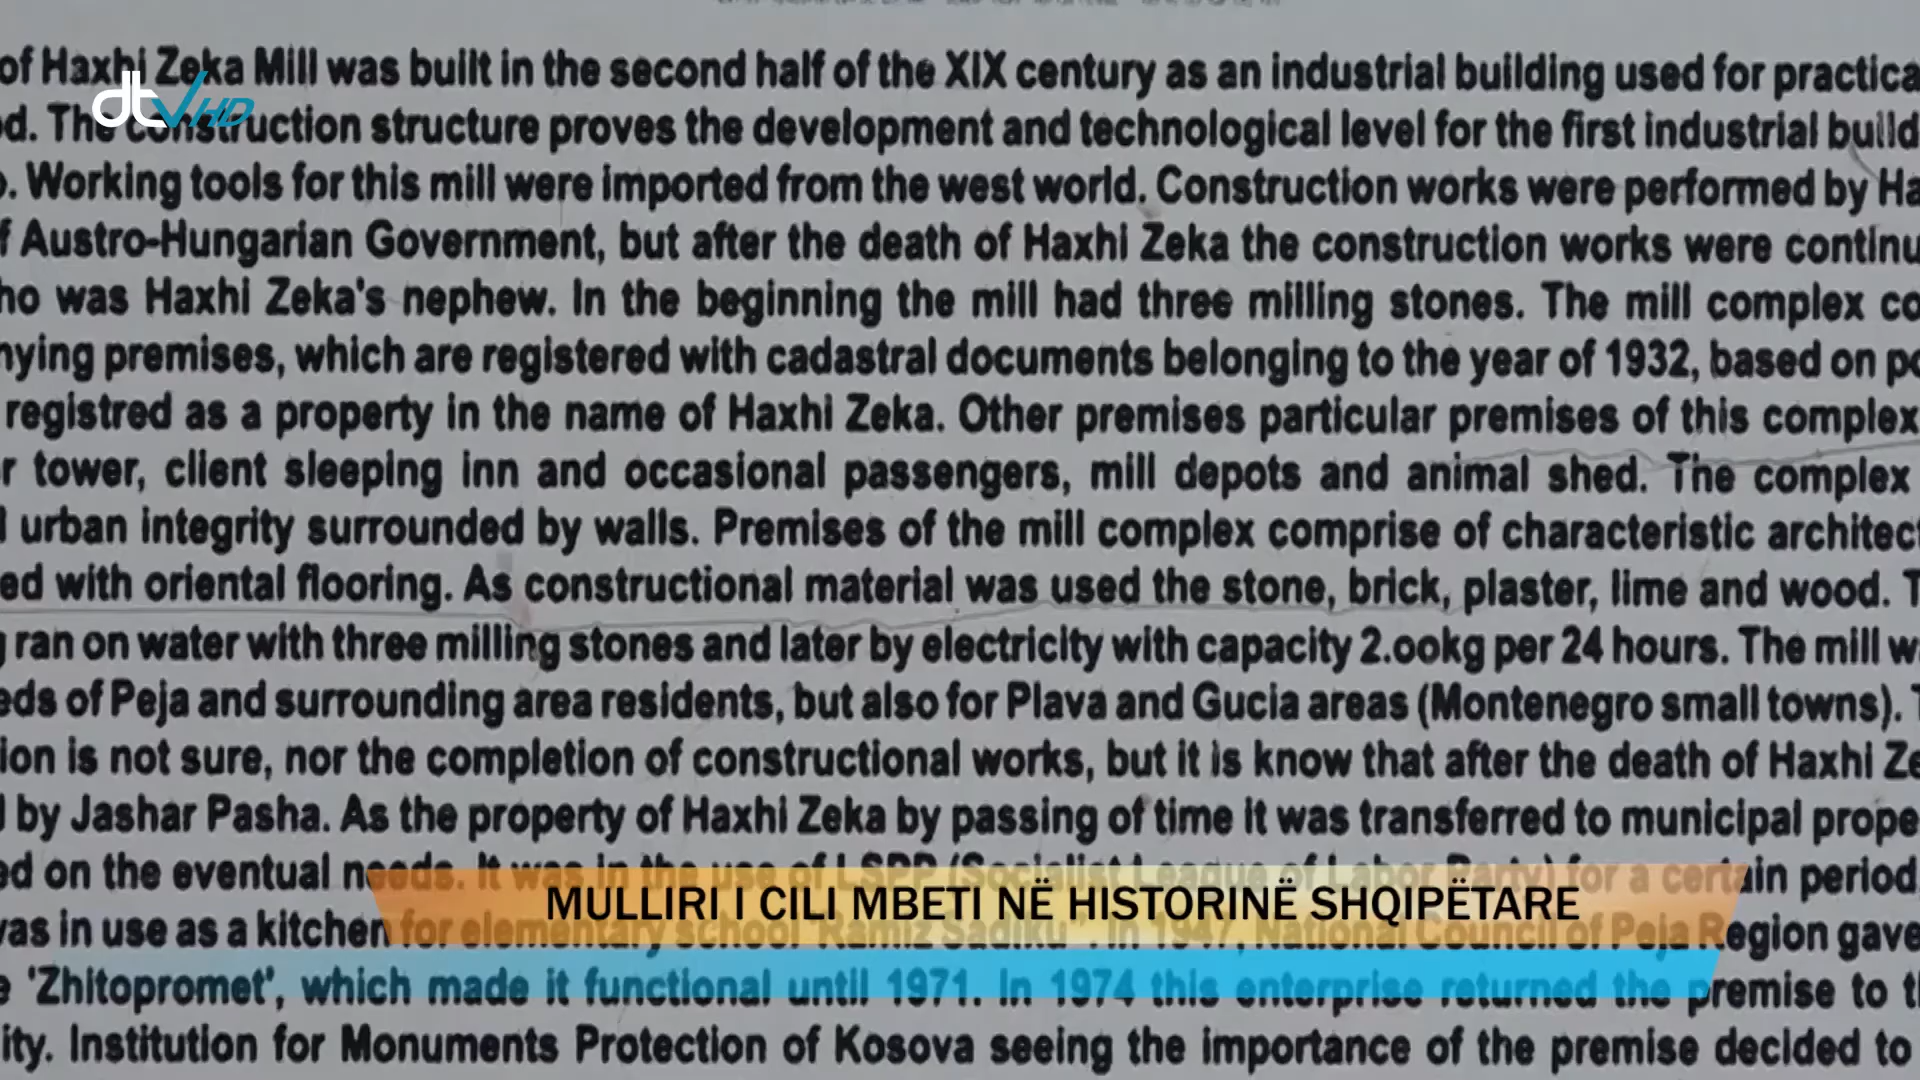 of Haxhi Zeka Mill was built in the second half of the XIX century as an industrial building used for practica
dtv HD
od. The construction structure proves the development and technological level for the first industrial build
. Working tools for this mill were imported from the west world. Construction works were performed by Ha
f Austro-Hungarian Government, but after the death of Haxhi Zeka the construction works were continu
ho was Haxhi Zeka's nephew. In the beginning the mill had three milling stones. The mill complex co
nying premises, which are registered with cadastral documents belonging to the year of 1932, based on po
registred as a property in the name of Haxhi Zeka. Other premises particular premises of this complex
r tower, client sleeping inn and occasional passengers, mill depots and animal shed. The complex
l urban integrity surrounded by walls. Premises of the mill complex comprise of characteristic architect
ed with oriental flooring. As constructional material was used the stone, brick, plaster, lime and wood. T
g ran on water with three milling stones and later by electricity with capacity 2.ookg per 24 hours. The mill w
eds of Peja and surrounding area residents, but also for Plava and Gucia areas (Montenegro small towns). T
ion is not sure, nor the completion of constructional works, but it is know that after the death of Haxhi Ze
d by Jashar Pasha. As the property of Haxhi Zeka by passing of time it was transferred to municipal prope
ed on the eventual needs. It was in the use of LSPP (Socialist League of Labor Party) for a certain period
MULLIRI I CILI MBETI NË HISTORINË SHQIPËTARE
was in use as a kitchen for elementary school "Ramiz Sadiku". In 1947, National Council of Peja Region gave
e 'Zhitopromet', which made it functional until 1971. In 1974 this enterprise returned the premise to t
ity. Institution for Monuments Protection of Kosova seeing the importance of the premise decided to